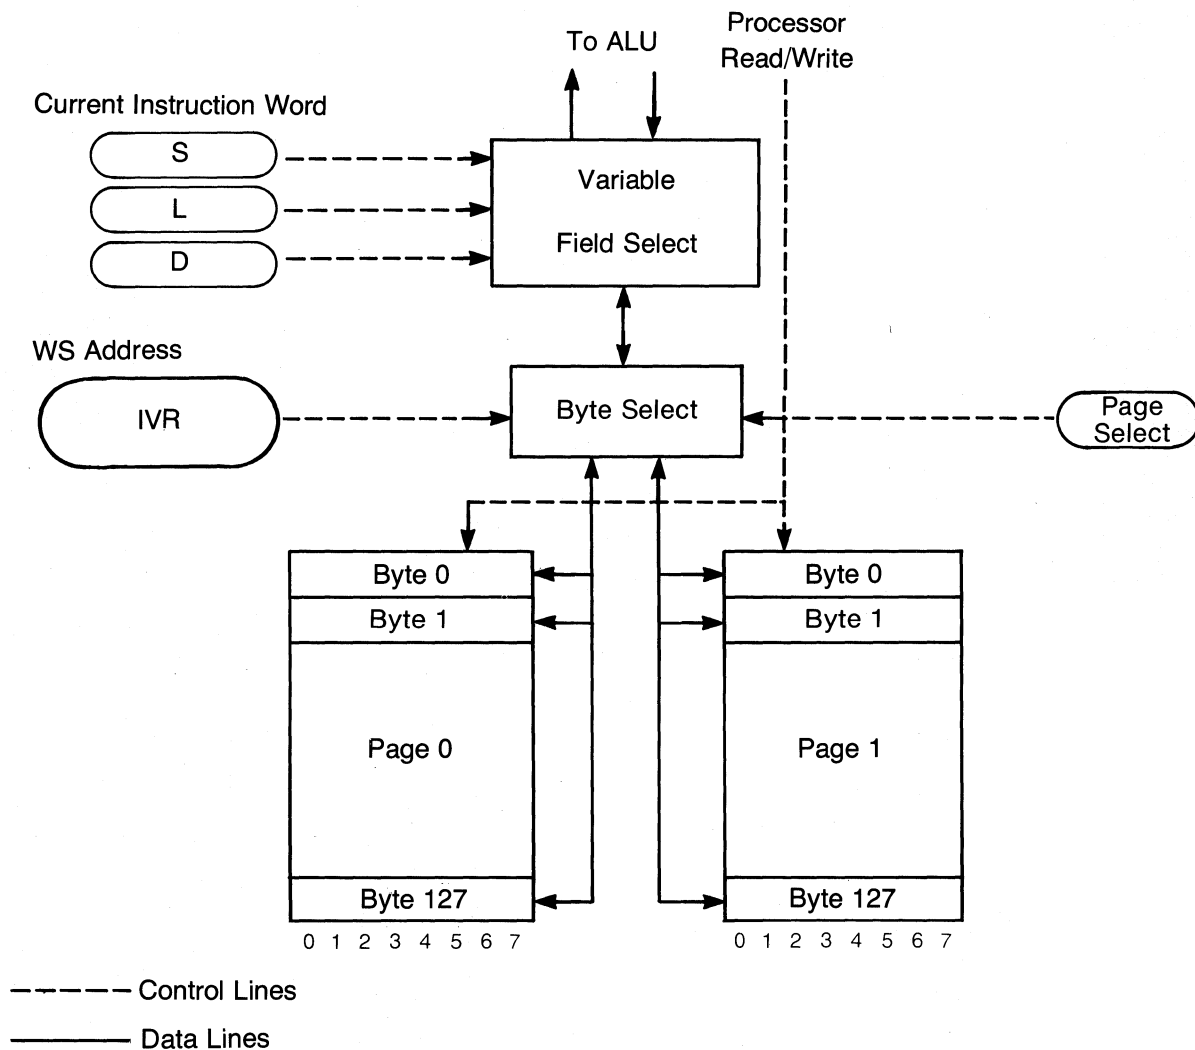 To ALU
Processor
Read/Write
Current Instruction Word
S
L
D
Variable
Field Select
WS Address
IVR
Byte Select
Page
Select
Byte 0
Byte 1
Page 0
Byte 127
0 1 2 3 4 5 6 7
Byte 0
Byte 1
Page 1
Byte 127
0 1 2 3 4 5 6 7
Control Lines
Data Lines